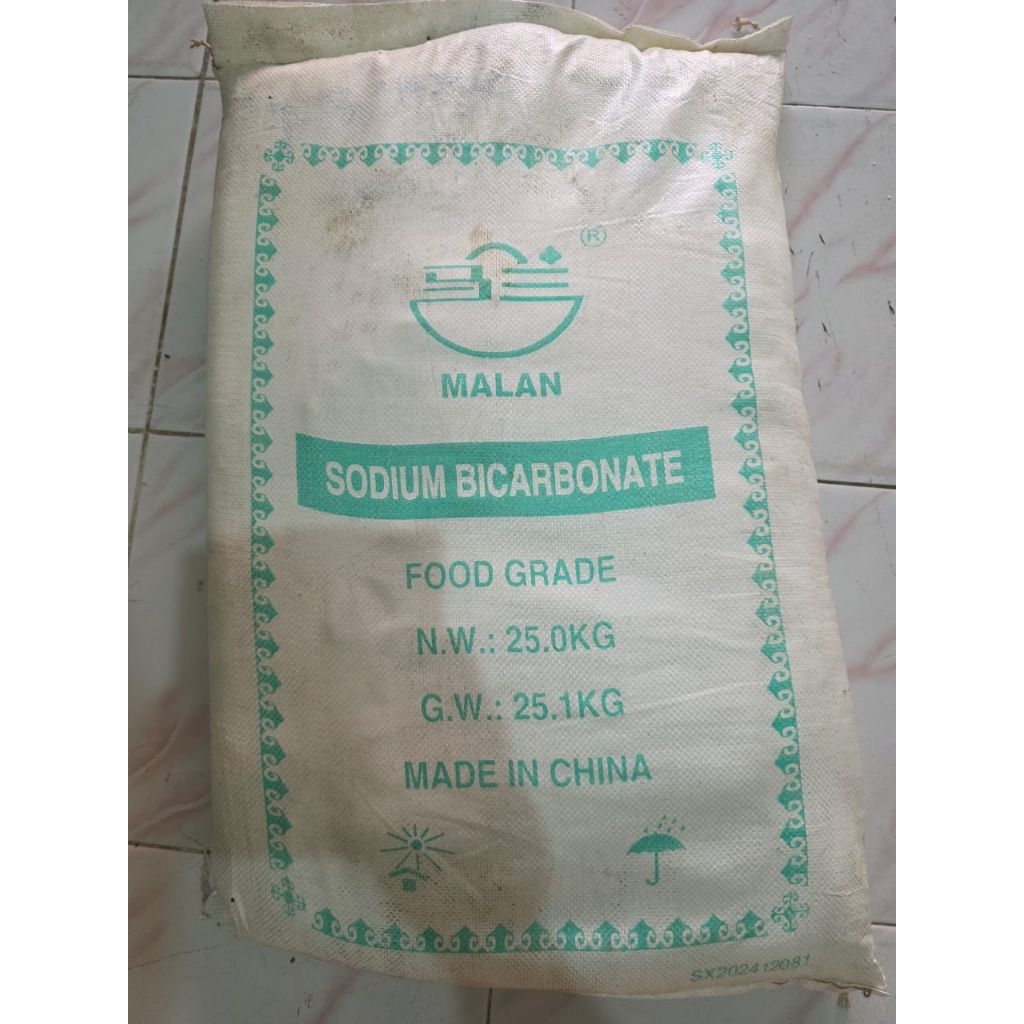 ®
MALAN
SODIUM BICARBONATE
FOOD GRADE
N.W.: 25.0KG
G.W.: 25.1KG
MADE IN CHINA
SX202412081